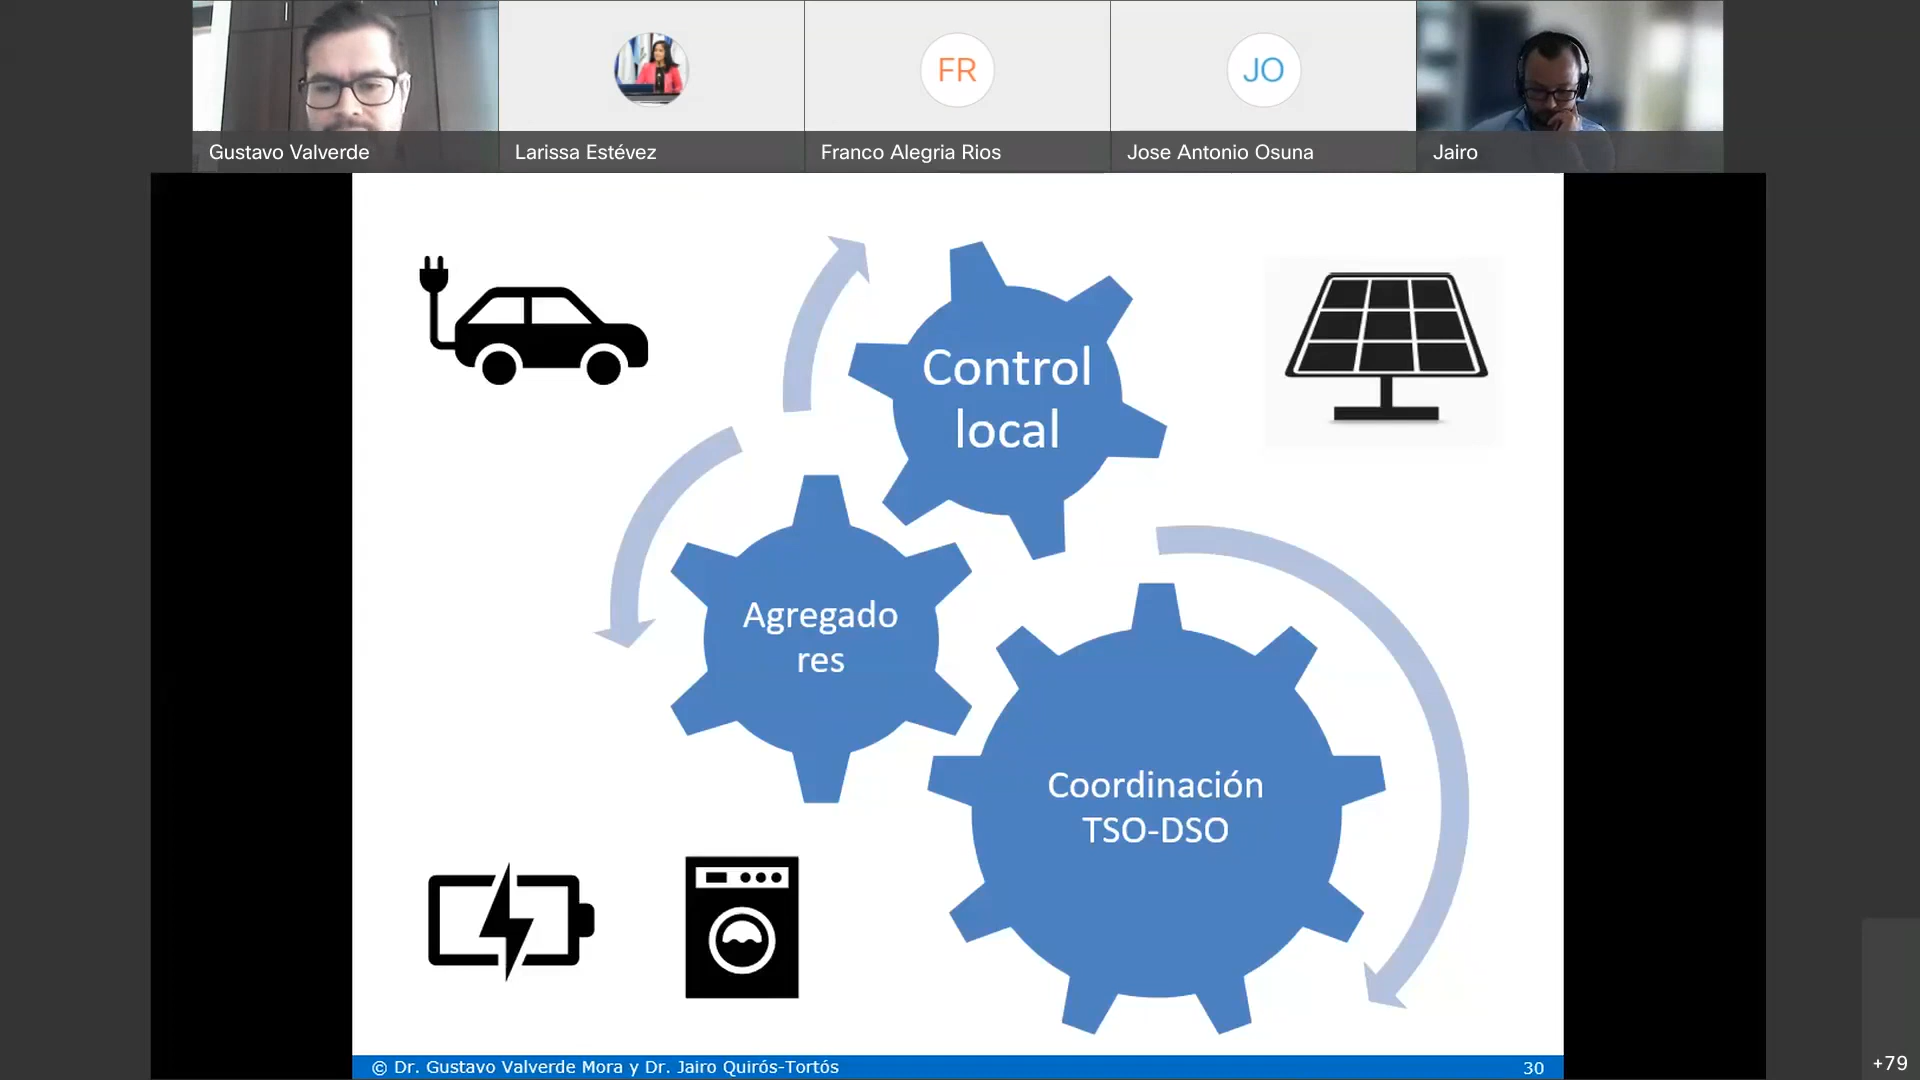 Gustavo Valverde
Larissa Estévez
FR
Franco Alegria Rios
JO
Jose Antonio Osuna
Jairo
Control
local
Agregado
res
Coordinación
TSO-DSO
© Dr. Gustavo Valverde Mora y Dr. Jairo Quirós-Tortós
30
+79